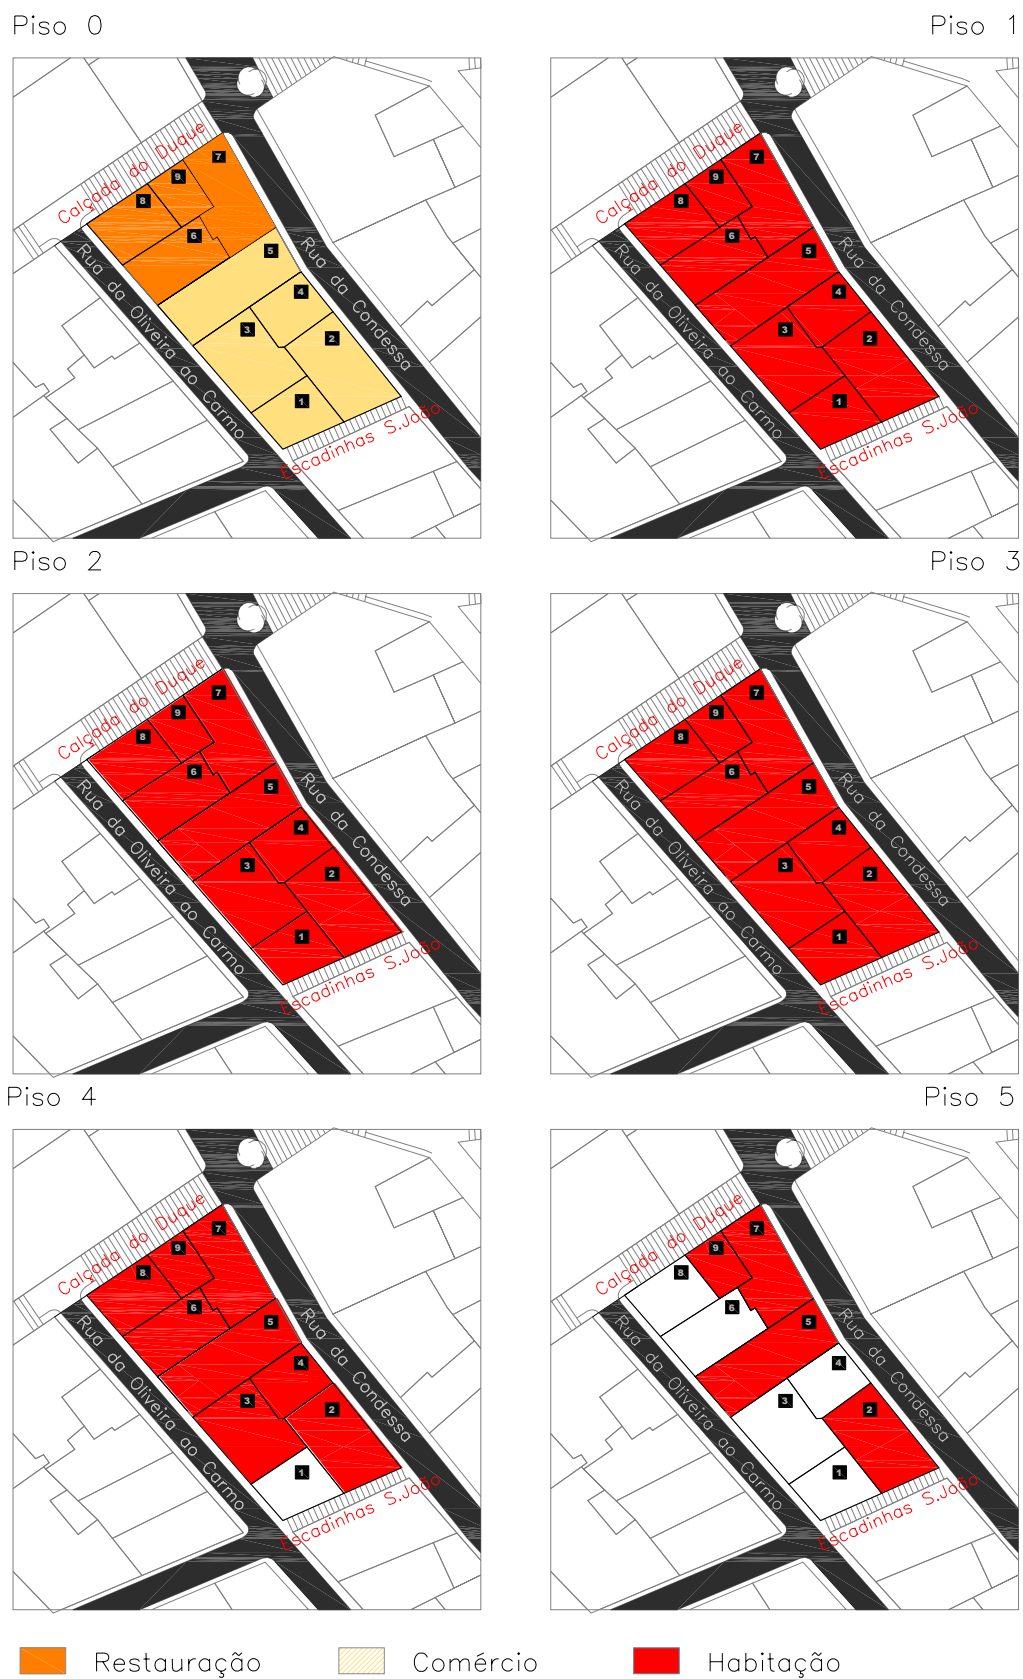 Piso 0
Piso 1
Calçada do Duque
7
9
8
6
5
4
3
2
1
Rua da Oliveira ao Carmo
Rua da Condessa
Escadinhas S.João
Calçada do Duque
7
9
8
6
5
4
3
2
1
Rua da Oliveira ao Carmo
Rua da Condessa
Escadinhas S.João
Piso 2
Piso 3
Calçada do Duque
7
9
8
6
5
4
3
2
1
Rua da Oliveira ao Carmo
Rua da Condessa
Escadinhas S.João
Calçada do Duque
7
9
8
6
5
4
3
2
1
Rua da Oliveira ao Carmo
Rua da Condessa
Escadinhas S.João
Piso 4
Piso 5
Calçada do Duque
7
9
8
6
5
4
3
2
1
Rua da Oliveira ao Carmo
Rua da Condessa
Escadinhas S.João
Calçada do Duque
7
9
8
6
5
4
3
2
1
Rua da Oliveira ao Carmo
Rua da Condessa
Escadinhas S.João
Restauração
Comércio
Habitação